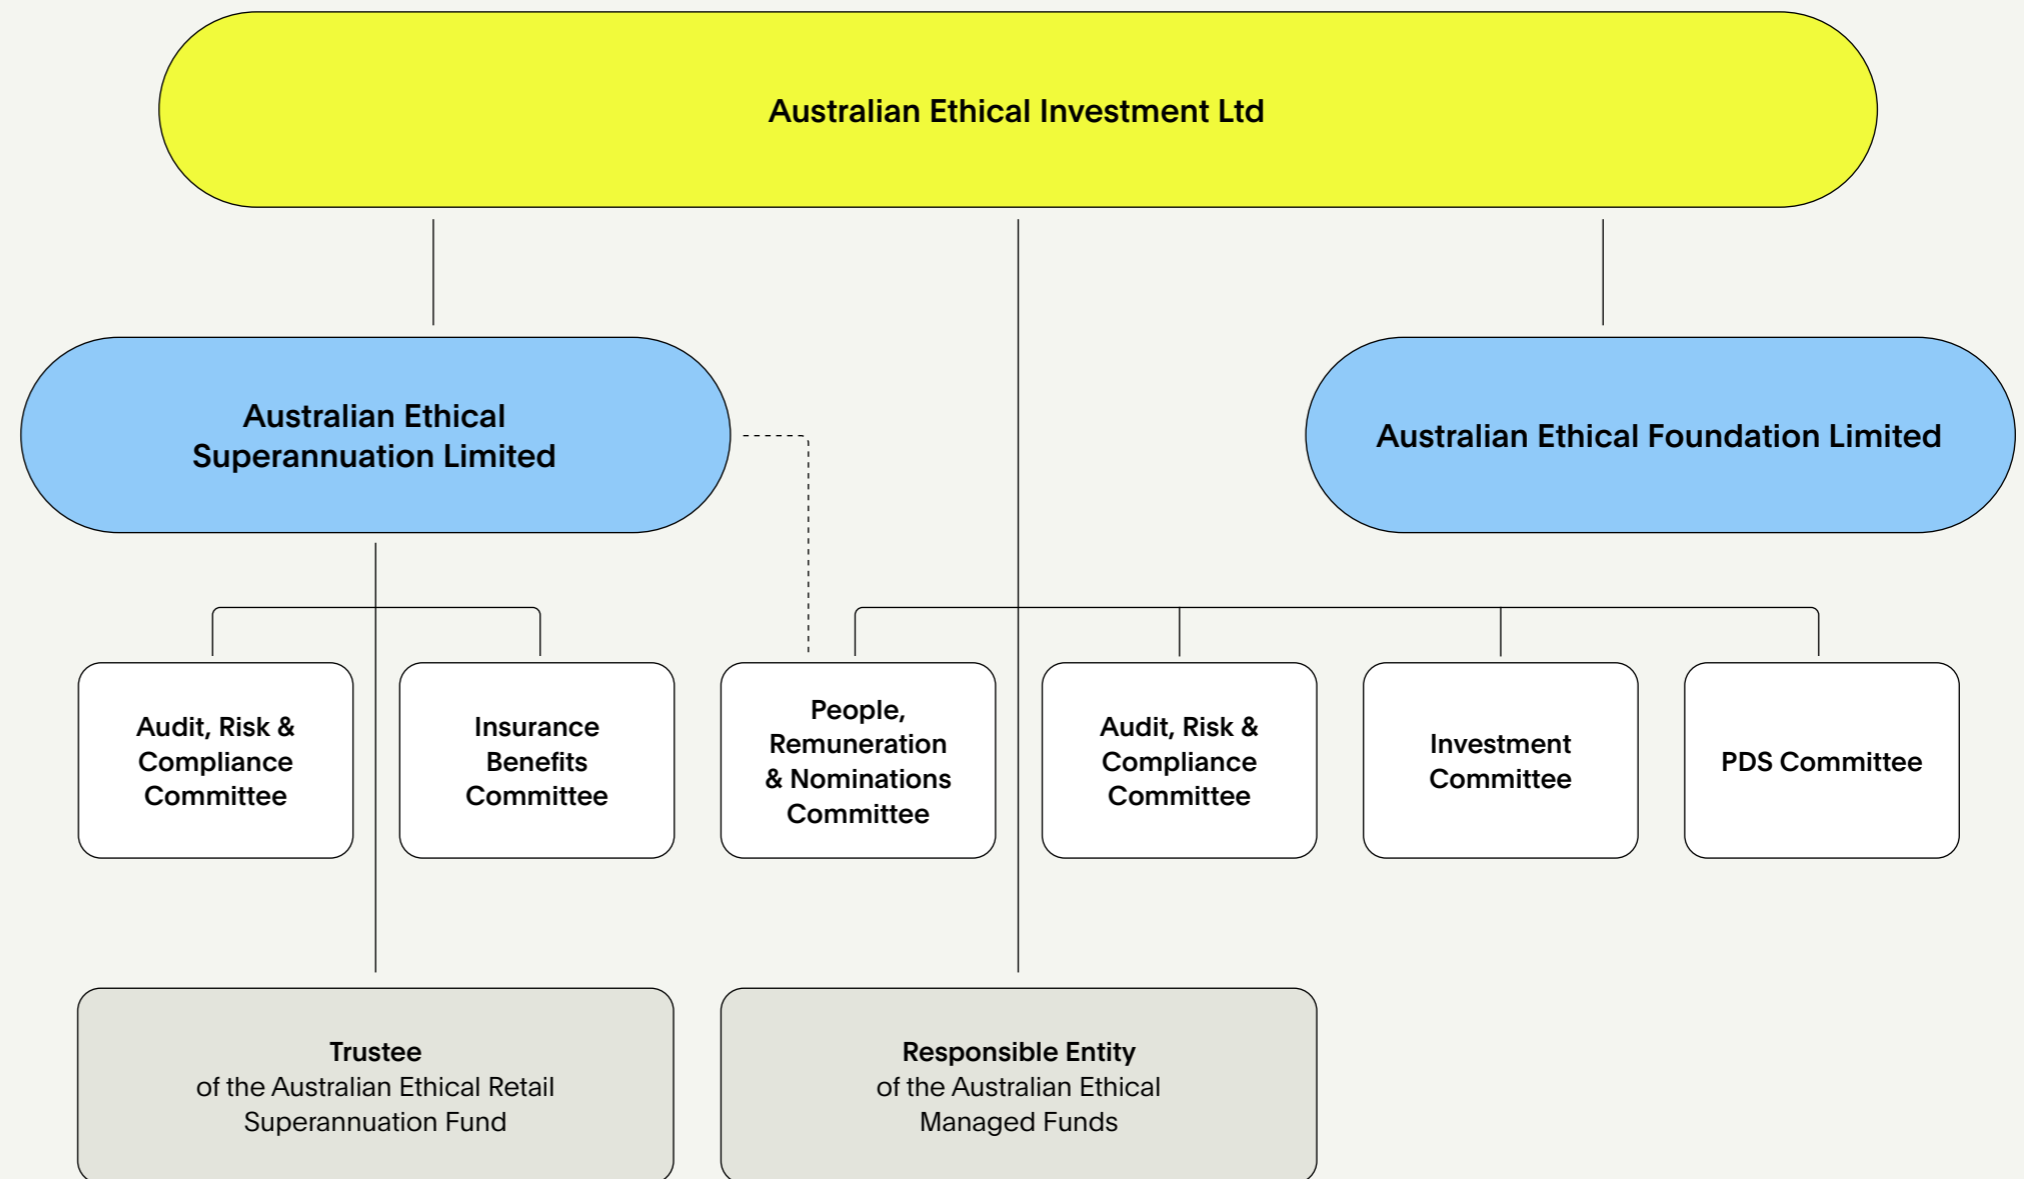 Australian Ethical Investment Ltd
Australian Ethical
Superannuation Limited
Australian Ethical Foundation Limited
Audit, Risk &
Compliance
Committee
Insurance
Benefits
Committee
People,
Remuneration
& Nominations
Committee
Audit, Risk &
Compliance
Committee
Investment
Committee
PDS Committee
Trustee
of the Australian Ethical Retail
Superannuation Fund
Responsible Entity
of the Australian Ethical
Managed Funds